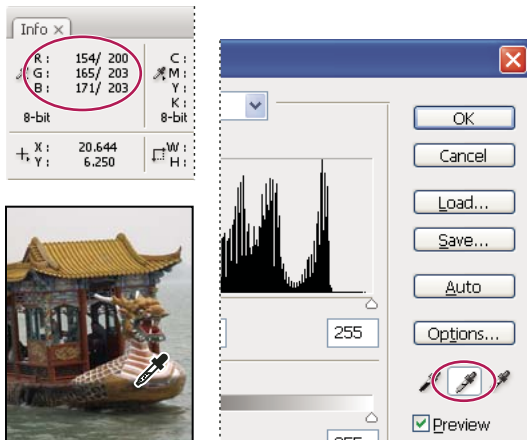 Info ×
R: 154/ 200 C:
G: 165/ 203 M:
B: 171/ 203 Y:
K:
8-bit 8-bit
X: 20.644 W:
Y: 6.250 H:
OK
Cancel
Load...
Save...
Auto
255 Options...
Preview